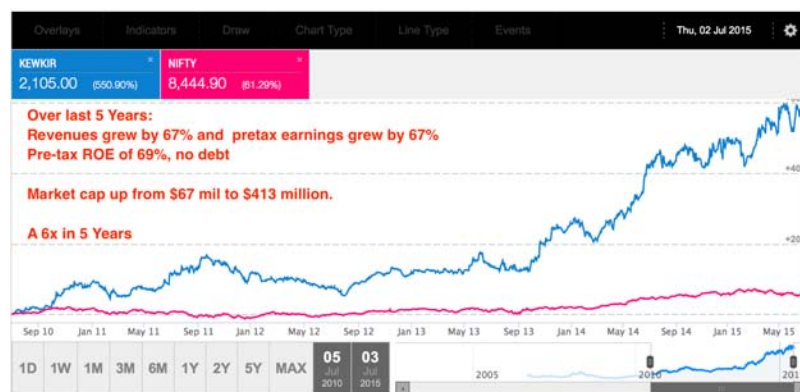 Overlays Indicators Draw Chart Type Line Type Events Thu, 02 Jul 2015
KEWKIR × NIFTY ×
2,105.00 (550.90%) 8,444.90 (61.29%)
Over last 5 Years:
Revenues grew by 67% and pretax earnings grew by 67%
Pre-tax ROE of 69%, no debt
Market cap up from $67 mil to $413 million.
A 6x in 5 Years
+40
+20
Sep 10 Jan 11 May 11 Sep 11 Jan 12 May 12 Sep 12 Jan 13 May 13 Sep 13 Jan 14 May 14 Sep 14 Jan 15 May 15
1D 1W 1M 3M 6M 1Y 2Y 5Y MAX 05 Jul 2010 03 Jul 2015
2005 2010